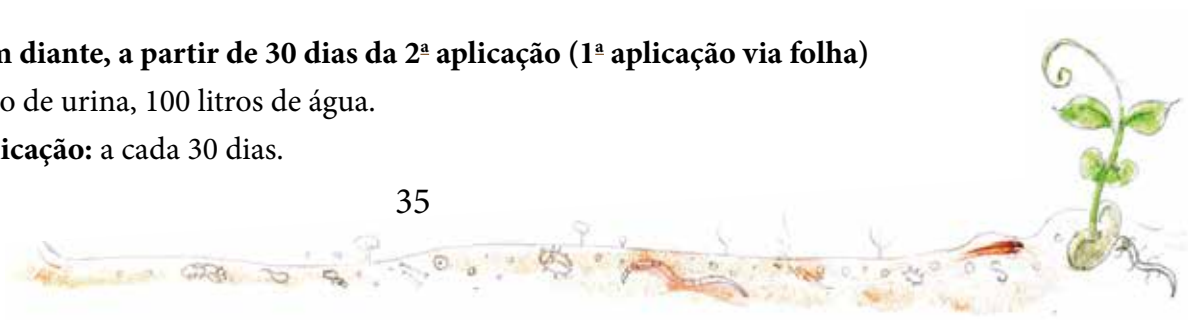 m diante, a partir de 30 dias da 2ª aplicação (1ª aplicação via folha)
o de urina, 100 litros de água.
icação: a cada 30 dias.
35